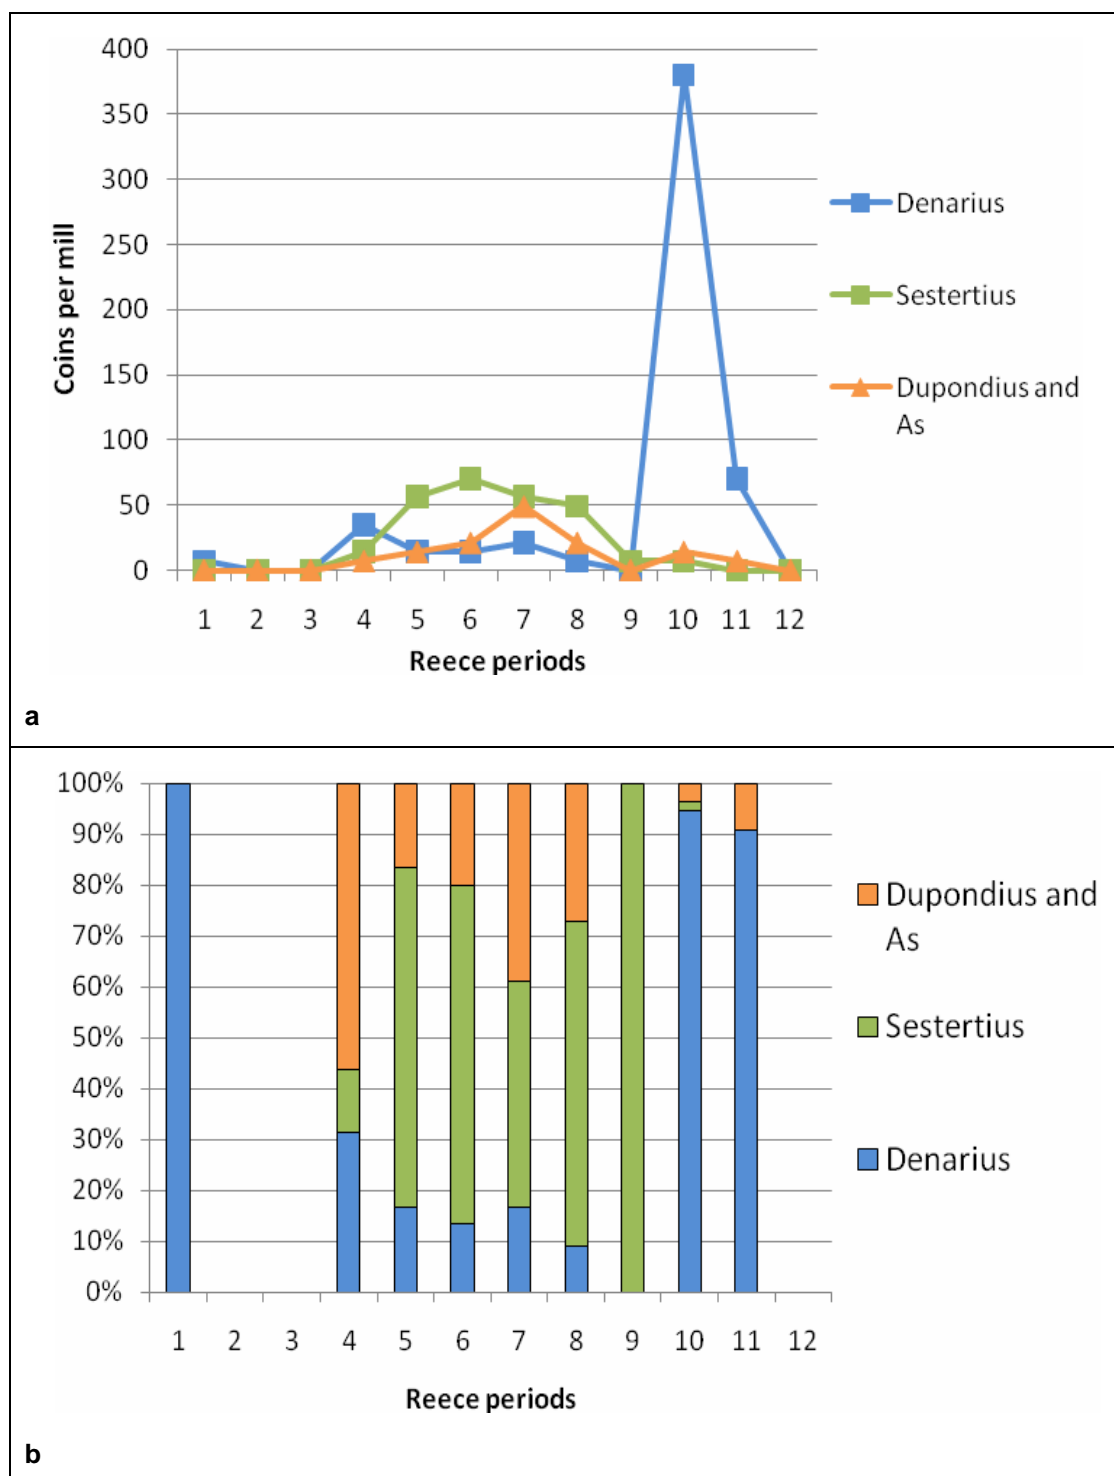 400
350
300
250
200
150
100
50
0
Coins per mill
1 2 3 4 5 6 7 8 9 10 11 12
Reece periods
Denarius
Sestertius
Dupondius and
As
a
100%
90%
80%
70%
60%
50%
40%
30%
20%
10%
0%
1 2 3 4 5 6 7 8 9 10 11 12
Reece periods
Dupondius and
As
Sestertius
Denarius
b